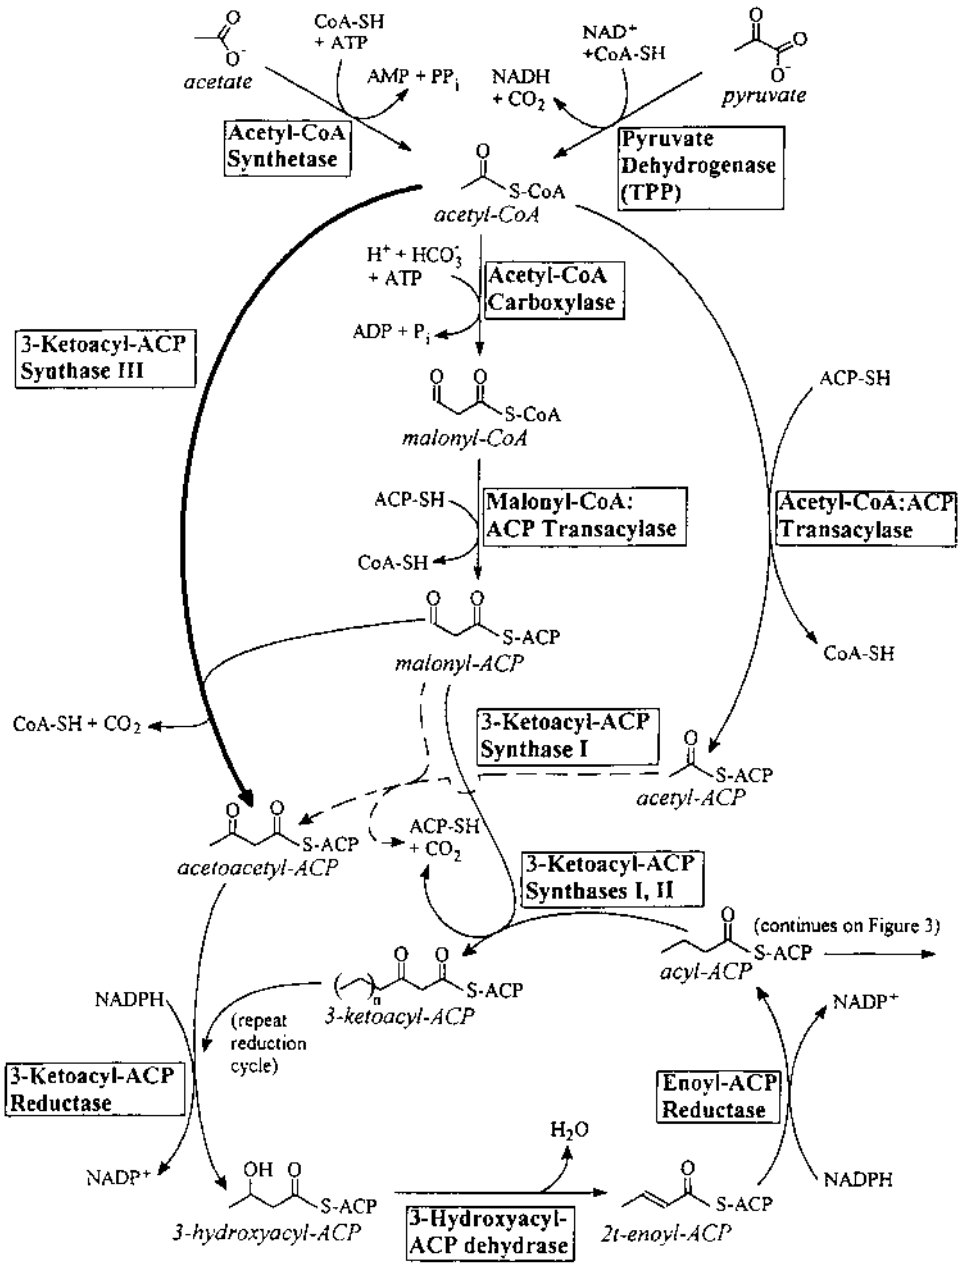 CoA-SH
+ ATP
NAD⁺
+CoA-SH
O
O
O⁻
acetate
AMP + PPi
NADH
+ CO₂
O
O
O⁻
pyruvate
Acetyl-CoA
Synthetase
Pyruvate
Dehydrogenase
(TPP)
O
S-CoA
acetyl-CoA
H⁺ + HCO₃⁻
+ ATP
Acetyl-CoA
Carboxylase
ADP + Pi
3-Ketoacyl-ACP
Synthase III
O O
S-CoA
malonyl-CoA
ACP-SH
ACP-SH
Malonyl-CoA:
ACP Transacylase
Acetyl-CoA:ACP
Transacylase
CoA-SH
O O
S-ACP
malonyl-ACP
CoA-SH
CoA-SH + CO₂
3-Ketoacyl-ACP
Synthase I
O
S-ACP
acetyl-ACP
O O
S-ACP
acetoacetyl-ACP
ACP-SH
+ CO₂
3-Ketoacyl-ACP
Synthases I, II
O
S-ACP
acyl-ACP
(continues on Figure 3)
O O
( )n
S-ACP
3-ketoacyl-ACP
NADPH
(repeat
reduction
cycle)
NADP⁺
3-Ketoacyl-ACP
Reductase
Enoyl-ACP
Reductase
NADP⁺
H₂O
NADPH
OH O
S-ACP
3-hydroxyacyl-ACP
3-Hydroxyacyl-
ACP dehydrase
O
S-ACP
2t-enoyl-ACP